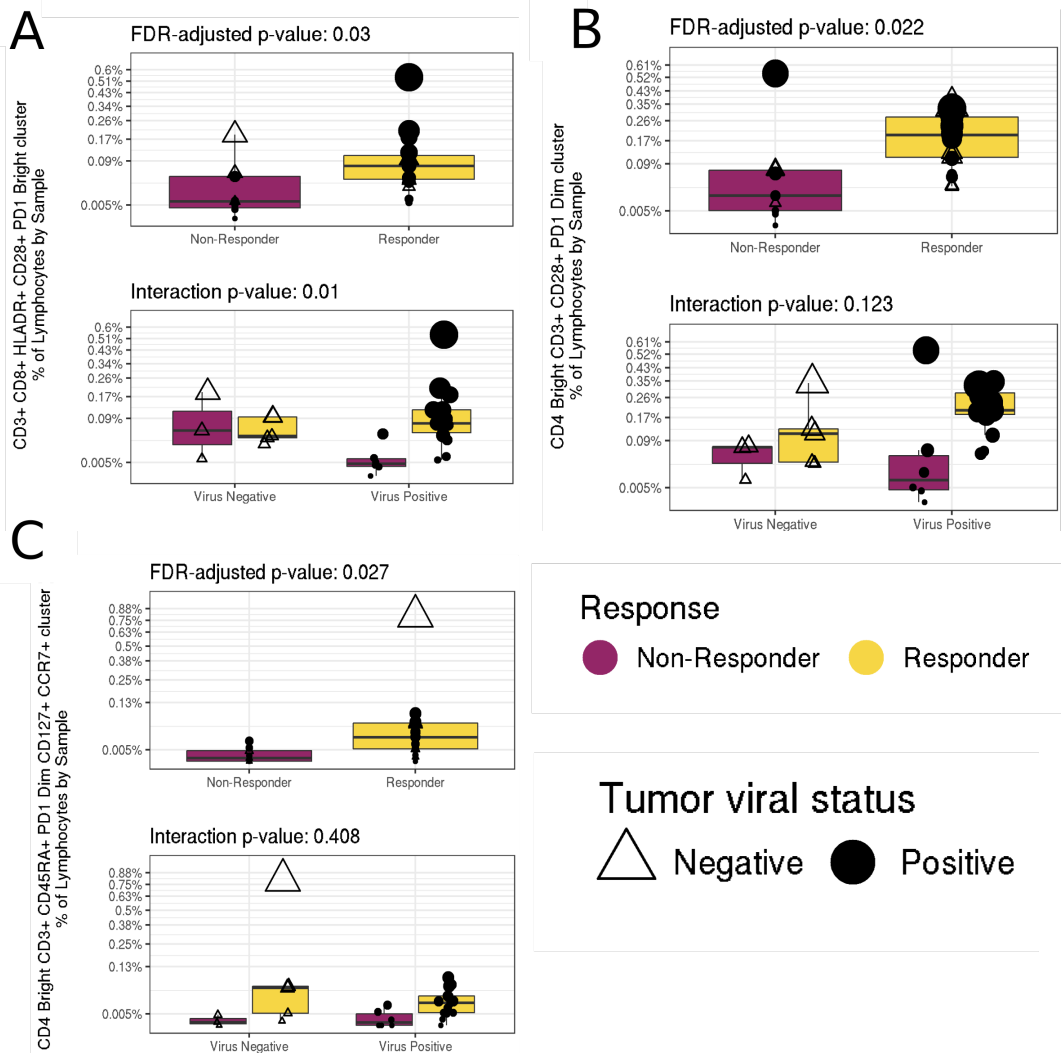 A
FDR-adjusted p-value: 0.03
CD3+ CD8+ HLADR+ CD28+ PD1 Bright cluster
% of Lymphocytes by Sample
0.6%
0.51%
0.43%
0.34%
0.26%
0.17%
0.09%
0.005%
Non-Responder Responder
Interaction p-value: 0.01
0.6%
0.51%
0.43%
0.34%
0.26%
0.17%
0.09%
0.005%
Virus Negative Virus Positive
B
FDR-adjusted p-value: 0.022
CD4 Bright CD3+ CD28+ PD1 Dim cluster
% of Lymphocytes by Sample
0.61%
0.52%
0.43%
0.35%
0.26%
0.17%
0.09%
0.005%
Non-Responder Responder
Interaction p-value: 0.123
0.61%
0.52%
0.43%
0.35%
0.26%
0.17%
0.09%
0.005%
Virus Negative Virus Positive
C
FDR-adjusted p-value: 0.027
CD4 Bright CD3+ CD45RA+ PD1 Dim CD127+ CCR7+ cluster
% of Lymphocytes by Sample
0.88%
0.75%
0.63%
0.5%
0.38%
0.25%
0.13%
0.005%
Non-Responder Responder
Interaction p-value: 0.408
0.88%
0.75%
0.63%
0.5%
0.38%
0.25%
0.13%
0.005%
Virus Negative Virus Positive
Response
Non-Responder Responder
Tumor viral status
Negative Positive